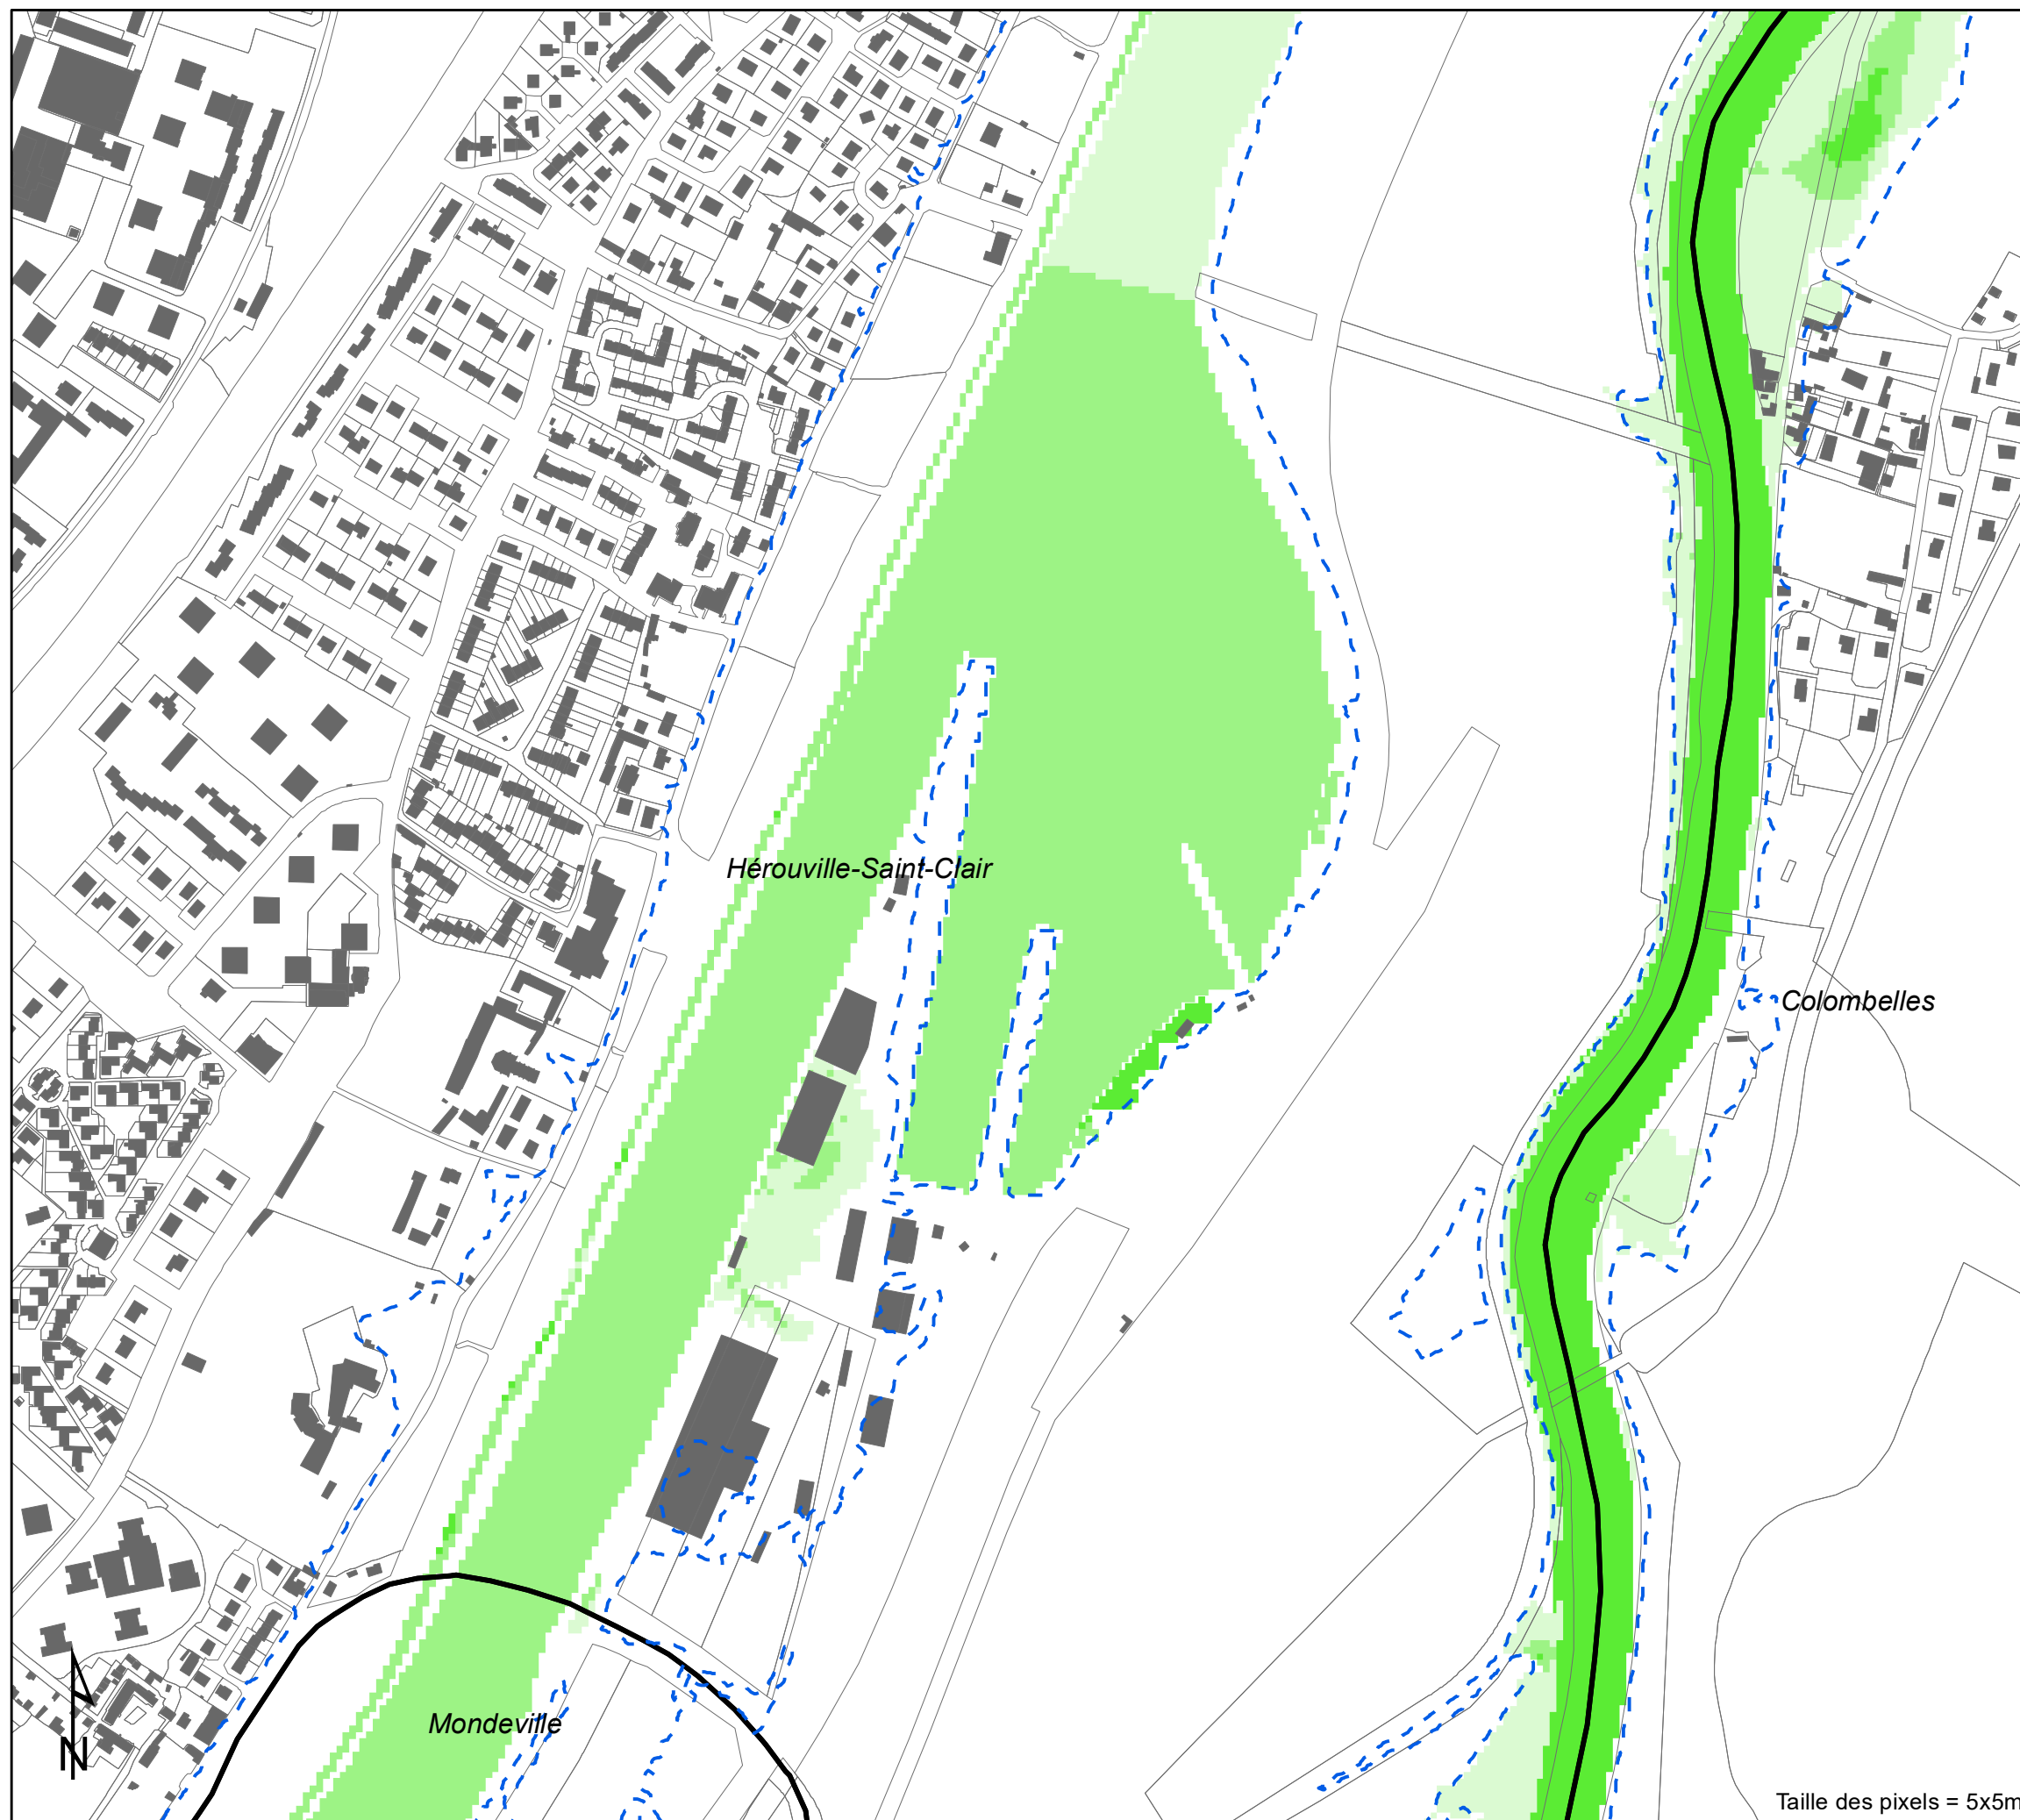 Hérouville-Saint-Clair
Colombelles
Mondeville
N
Taille des pixels = 5x5m